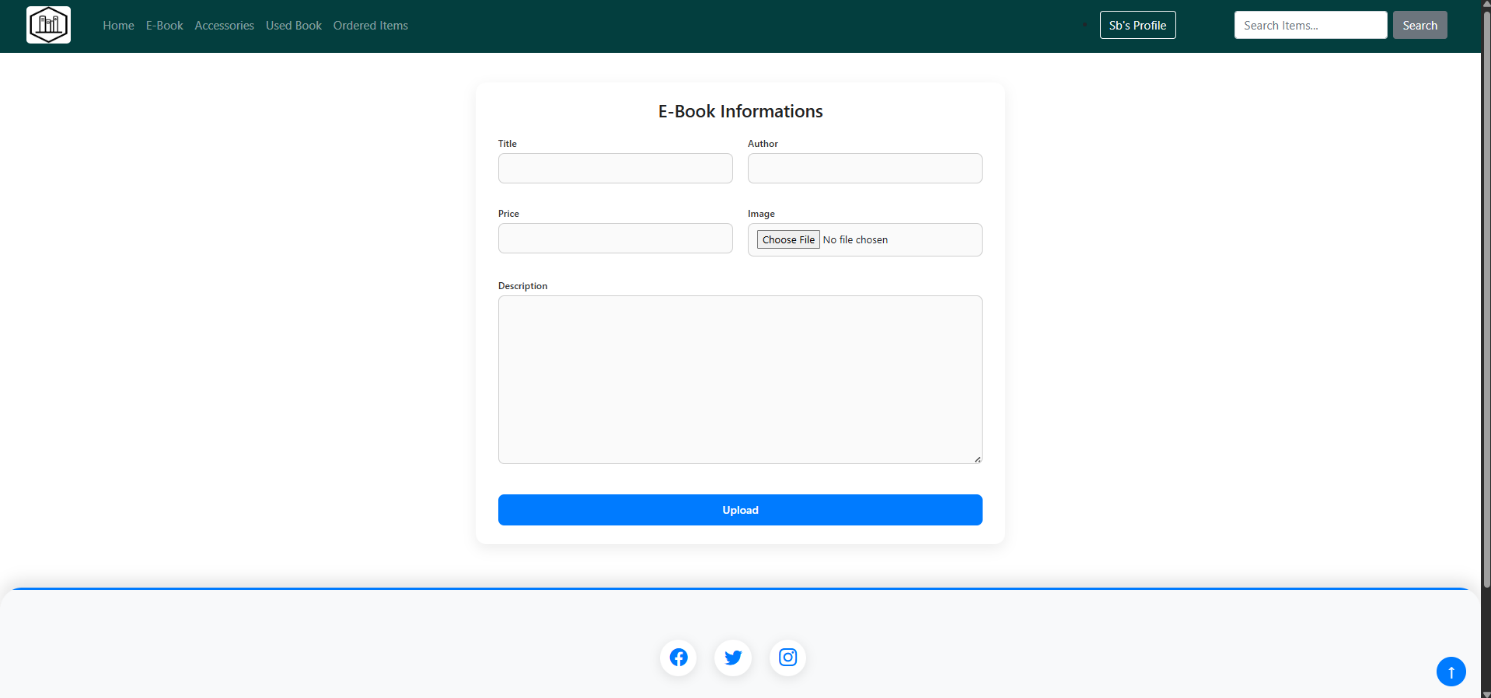 Home E-Book Accessories Used Book Ordered Items Sb's Profile Search Items... Search
E-Book Informations
Title Author
Price Image
Choose File No file chosen
Description
Upload
↑